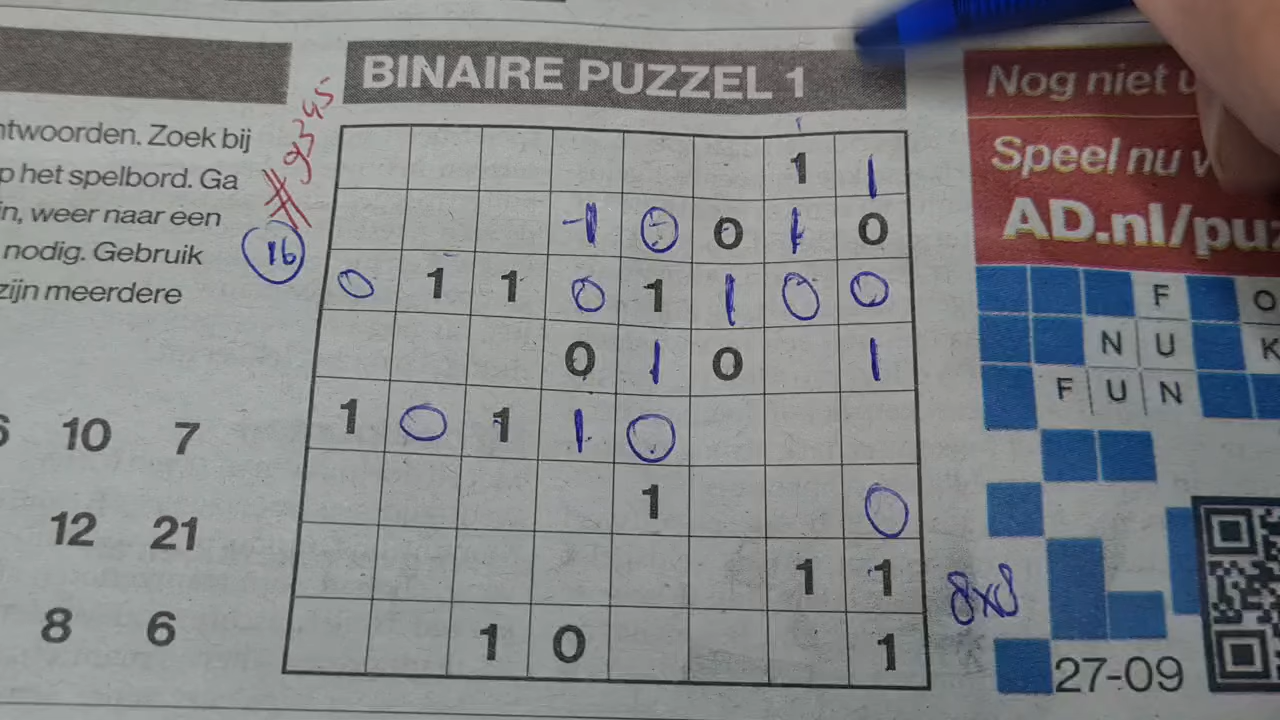 BINAIRE PUZZEL 1
#9345
ntwoorden. Zoek bij
p het spelbord. Ga
in, weer naar een
nodig. Gebruik
zijn meerdere
16
10 7
12 21
8 6
1 1
1 0 0 1 0
0 1 1 0 1 1 0 0
0 1 0 1
1 0 1 1 0
1 0
1 1
1 0 1
8x8
Nog niet
Speel nu
AD.nl/puz
F O
N U K
F U N
27-09